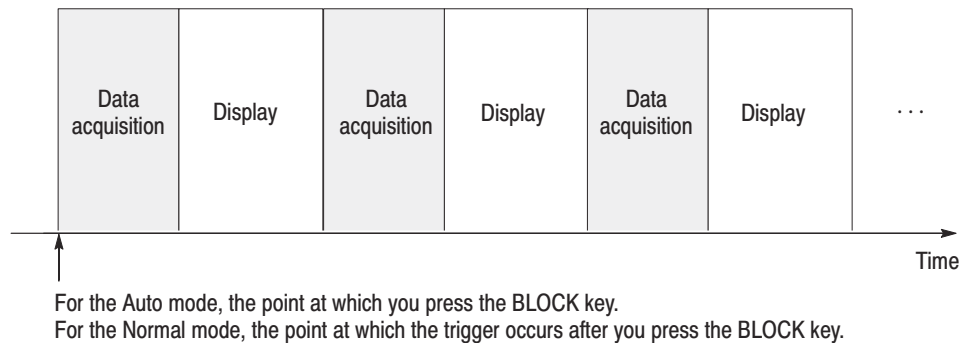 Data
acquisition
Display
Data
acquisition
Display
Data
acquisition
Display
. . .
Time
For the Auto mode, the point at which you press the BLOCK key.
For the Normal mode, the point at which the trigger occurs after you press the BLOCK key.